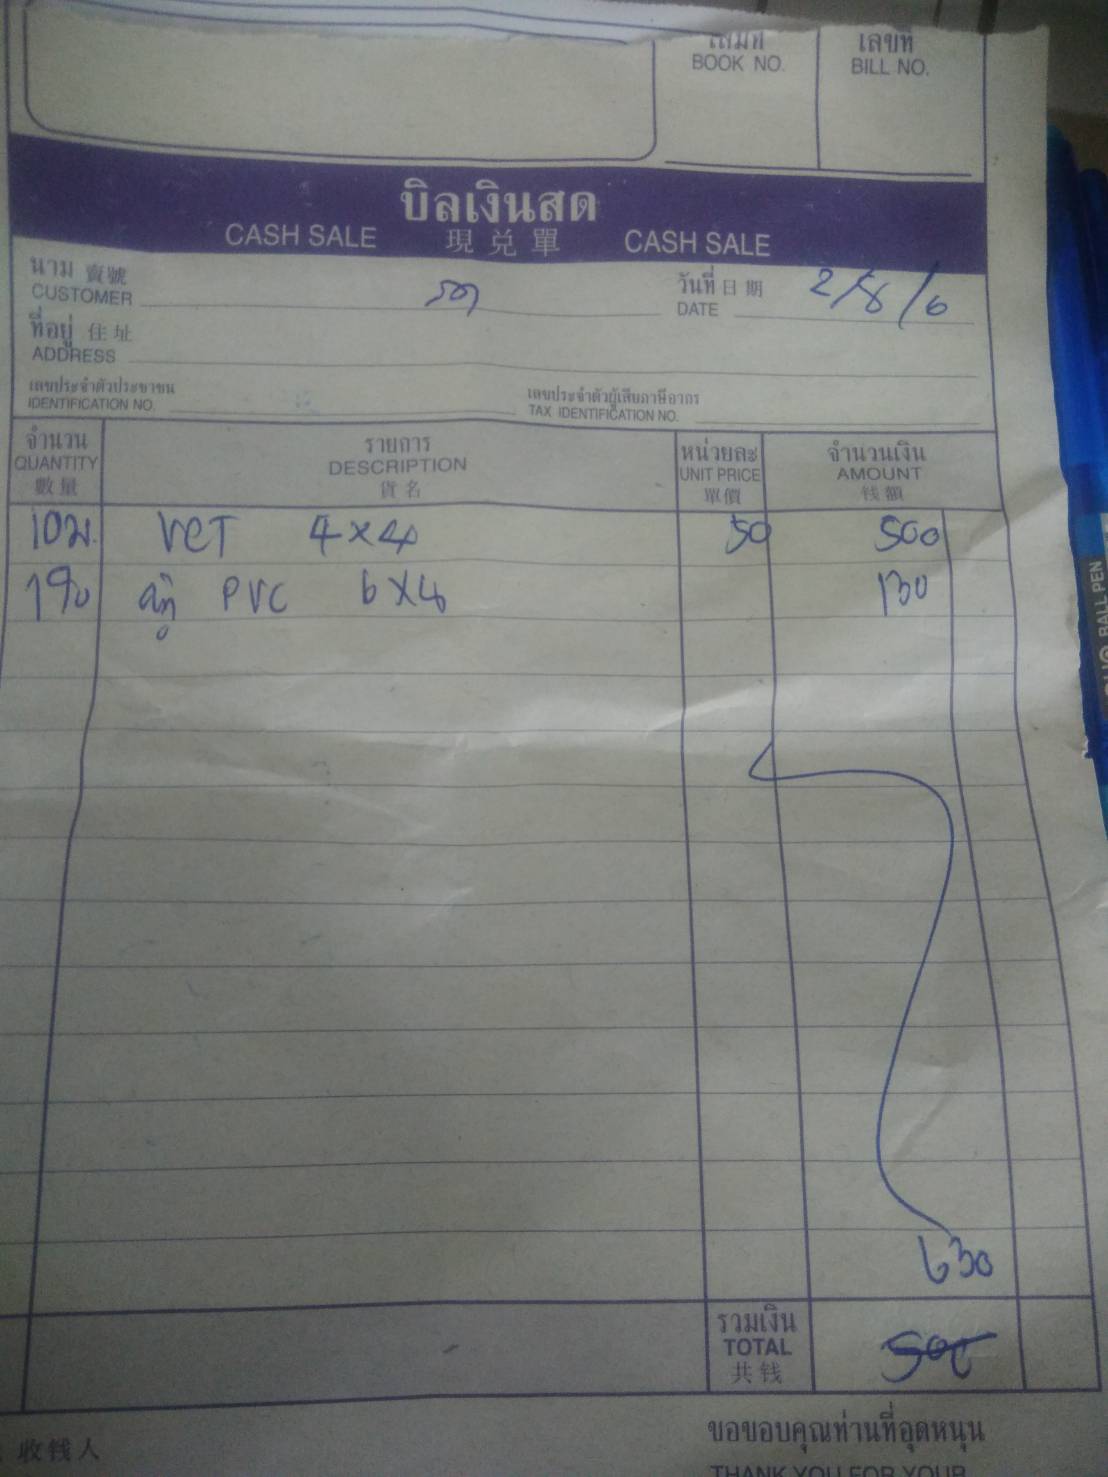 เล่มที่ เลขที่
BOOK NO. BILL NO.
บิลเงินสด
CASH SALE 現兌單 CASH SALE
นาม 賣號
CUSTOMER
วันที่ 日期 2/8/6
DATE
ที่อยู่ 住址
ADDRESS
เลขประจำตัวประชาชน
IDENTIFICATION NO.
เลขประจำตัวผู้เสียภาษีอากร
TAX IDENTIFICATION NO.
จำนวน รายการ หน่วยละ จำนวนเงิน
QUANTITY DESCRIPTION UNIT PRICE AMOUNT
數量 貨名 單價 钱額
10ม. VCT 4x4 50 500
PVC 6x4 130
630
รวมเงิน
TOTAL 500
共钱
ขอขอบคุณท่านที่อุดหนุน
收钱人
THANK YOU FOR YOUR